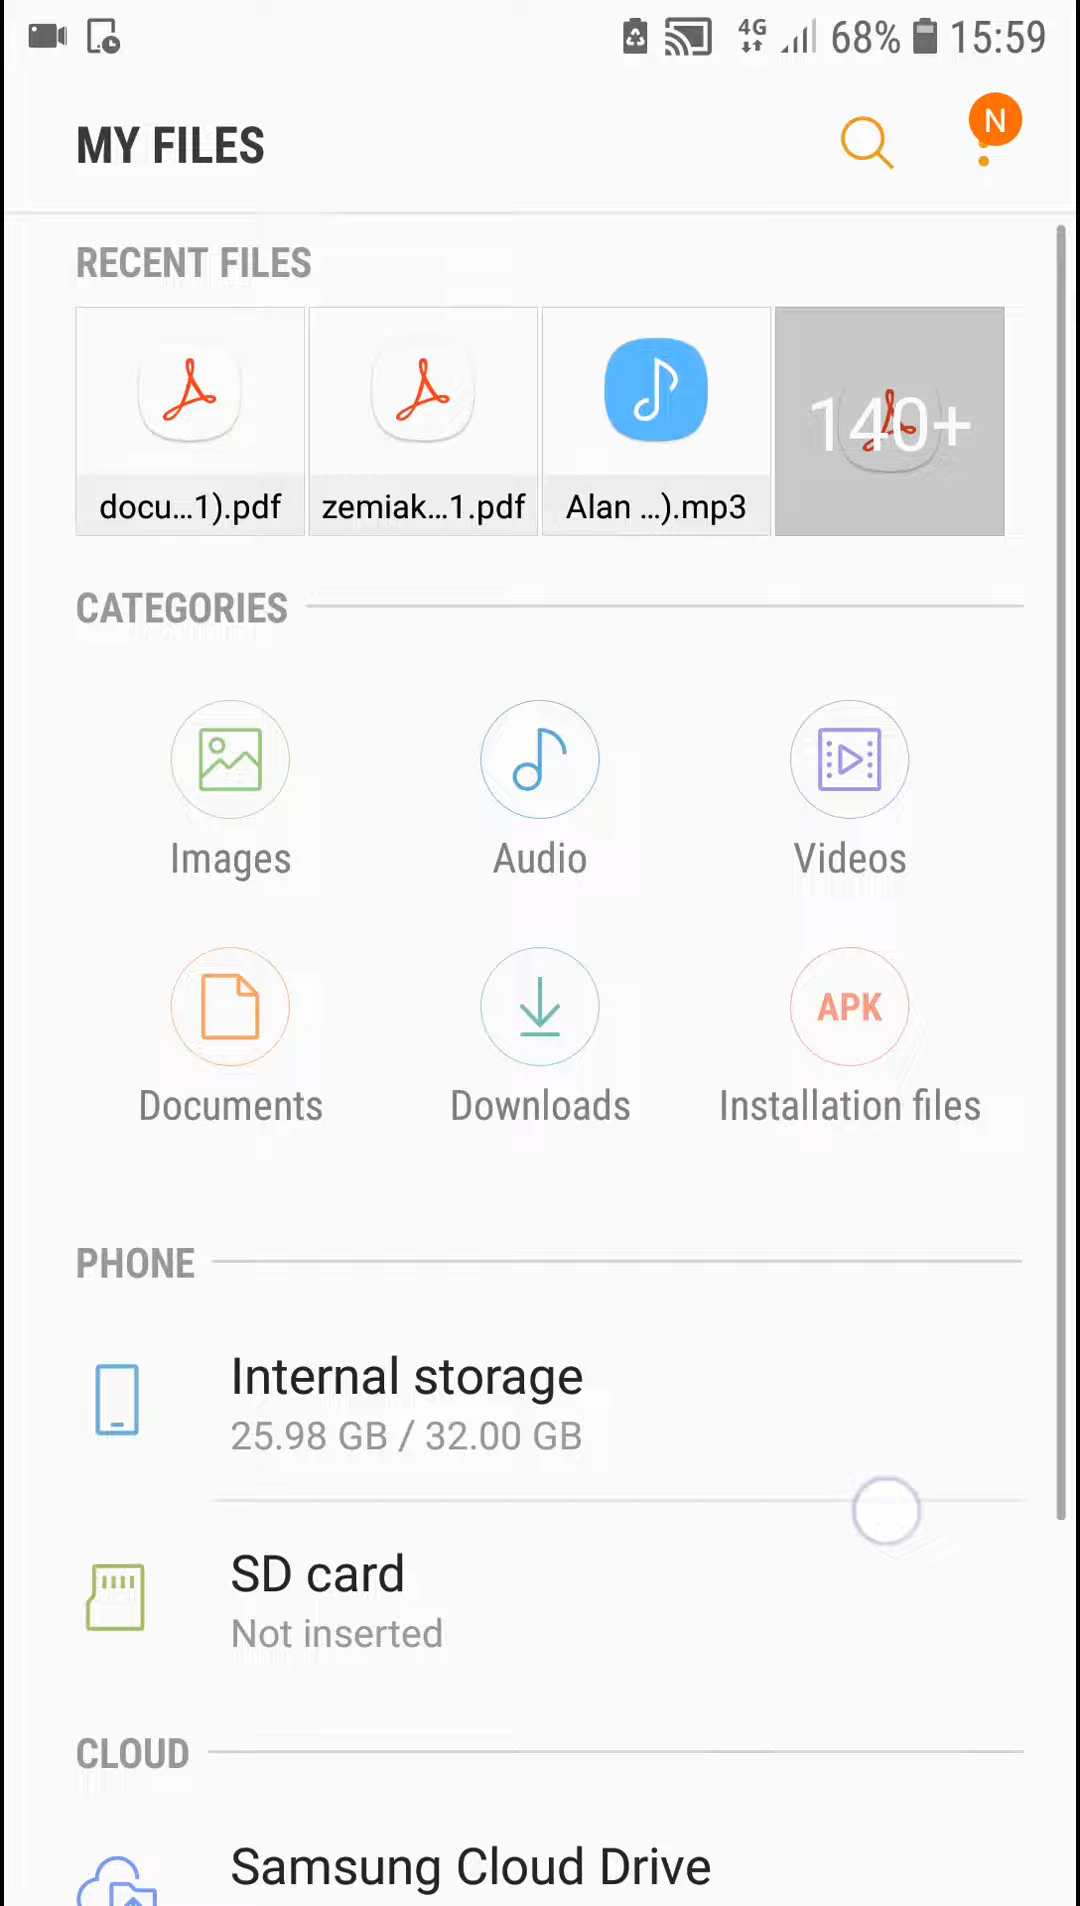 4G 68% 15:59
MY FILES
N
RECENT FILES
140+
docu...1).pdf zemiak...1.pdf Alan ...).mp3
CATEGORIES
Images Audio Videos
APK
Documents Downloads Installation files
PHONE
Internal storage
25.98 GB / 32.00 GB
SD card
Not inserted
CLOUD
Samsung Cloud Drive